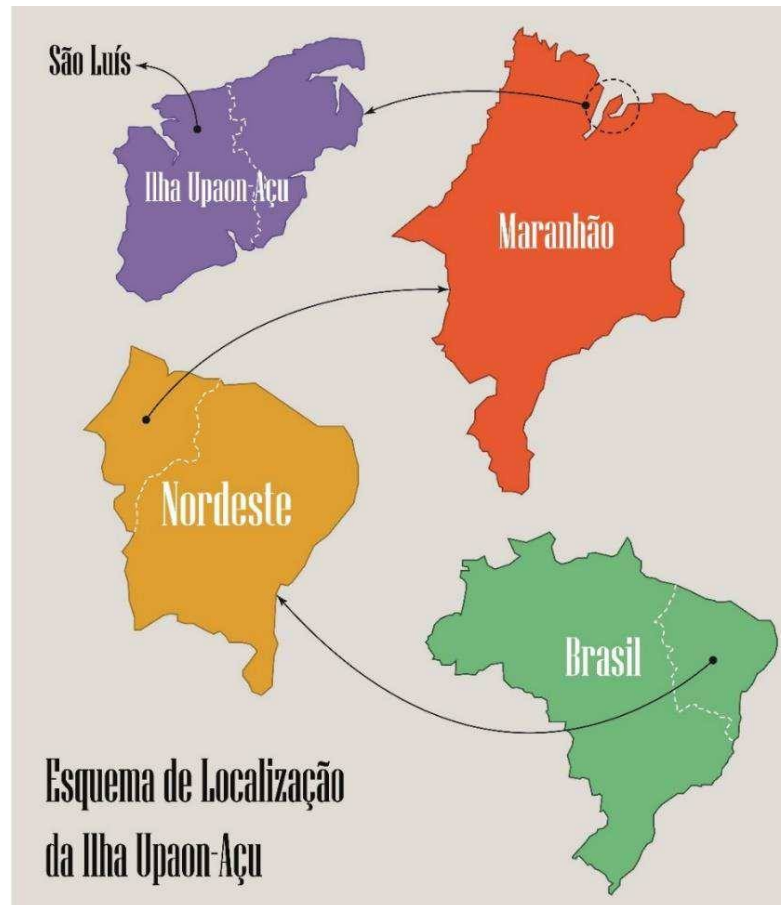 São Luís
Ilha Upaon-Açu
Maranhão
Nordeste
Brasil
Esquema de Localização
da Ilha Upaon-Açu